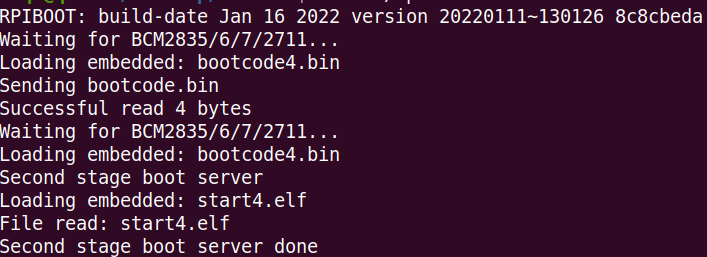 RPIBOOT: build-date Jan 16 2022 version 20220111~130126 8c8cbeda
Waiting for BCM2835/6/7/2711...
Loading embedded: bootcode4.bin
Sending bootcode.bin
Successful read 4 bytes
Waiting for BCM2835/6/7/2711...
Loading embedded: bootcode4.bin
Second stage boot server
Loading embedded: start4.elf
File read: start4.elf
Second stage boot server done